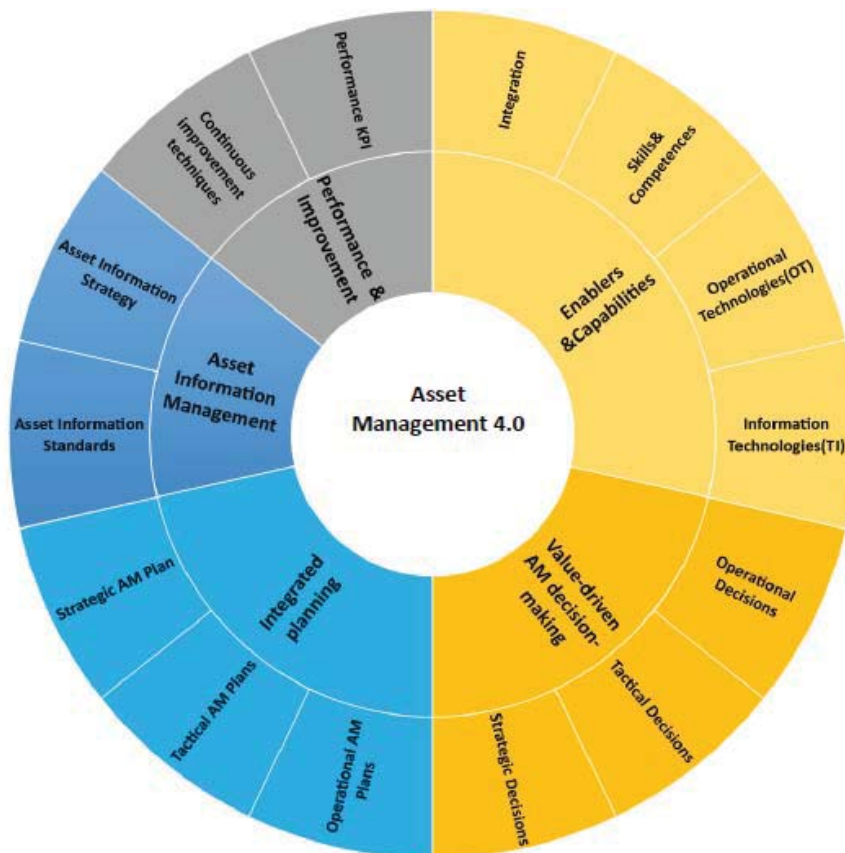 Asset
Management 4.0
Enablers
&Capabilities
Integration
Skills&
Competences
Operational
Technologies(OT)
Information
Technologies(TI)
Value-driven
AM decision-
making
Operational
Decisions
Tactical Decisions
Strategic Decisions
Integrated
planning
Operational AM
Plans
Tactical AM Plans
Strategic AM Plan
Asset
Information
Management
Asset Information
Standards
Asset Information
Strategy
Performance &
Improvement
Continuous
improvement
techniques
Performance KPI